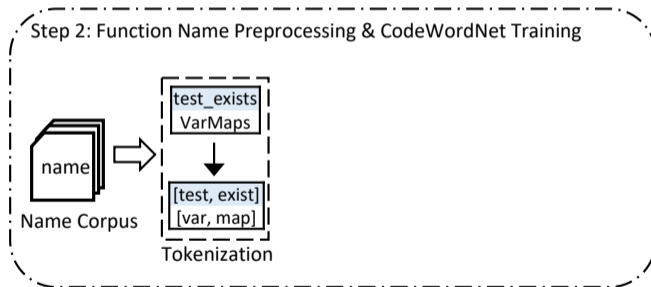 Step 2: Function Name Preprocessing & CodeWordNet Training
test_exists
VarMaps
name
[test, exist]
[var, map]
Name Corpus
Tokenization